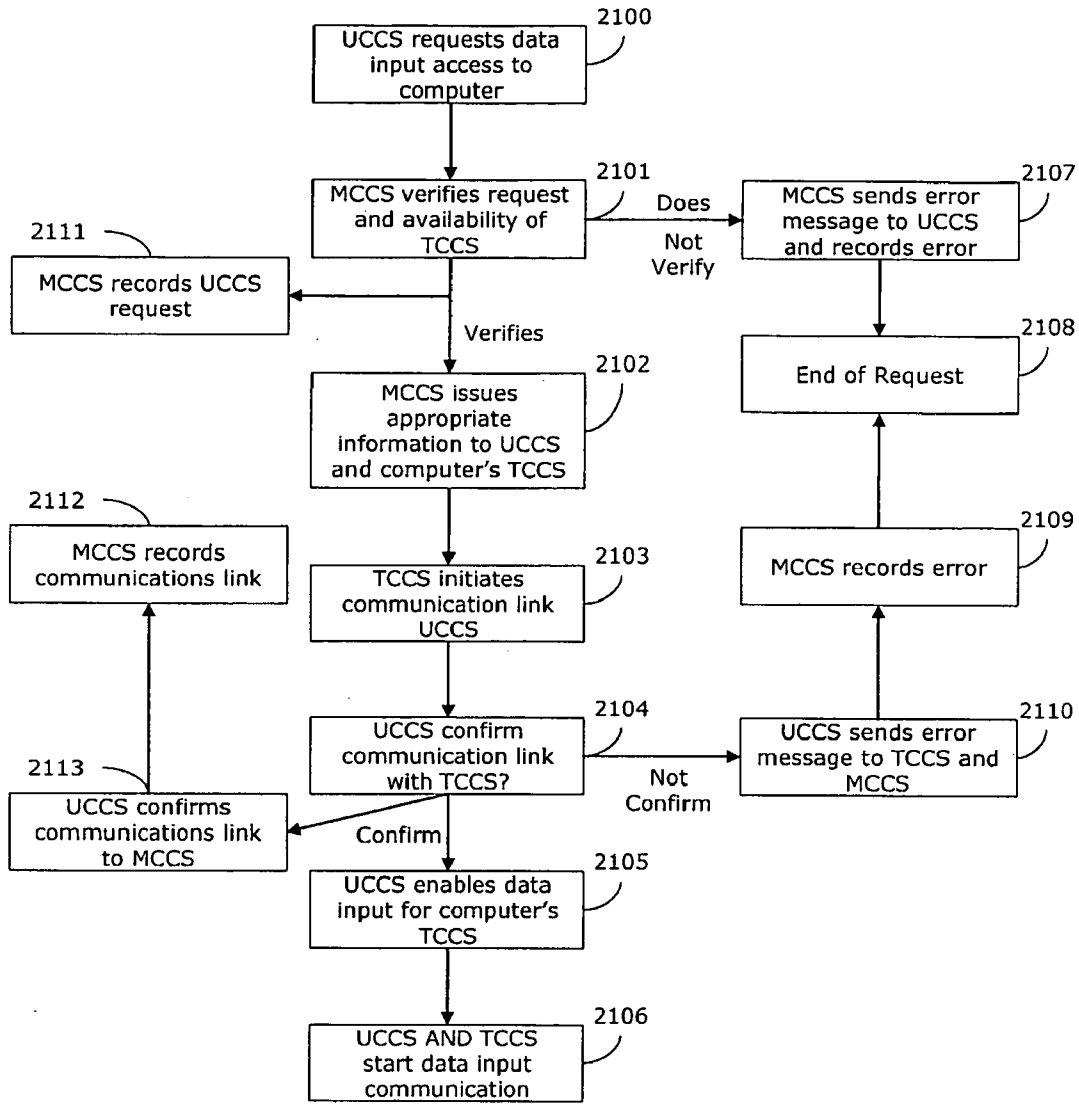 2100
UCCS requests data
input access to
computer
2101
MCCS verifies request
and availability of
TCCS
Does
Not
Verify
2107
MCCS sends error
message to UCCS
and records error
2111
MCCS records UCCS
request
Verifies
2108
End of Request
2102
MCCS issues
appropriate
information to UCCS
and computer's TCCS
2112
MCCS records
communications link
2103
TCCS initiates
communication link
UCCS
2109
MCCS records error
2104
UCCS confirm
communication link
with TCCS?
Not
Confirm
2110
UCCS sends error
message to TCCS and
MCCS
2113
UCCS confirms
communications link
to MCCS
Confirm
2105
UCCS enables data
input for computer's
TCCS
2106
UCCS AND TCCS
start data input
communication